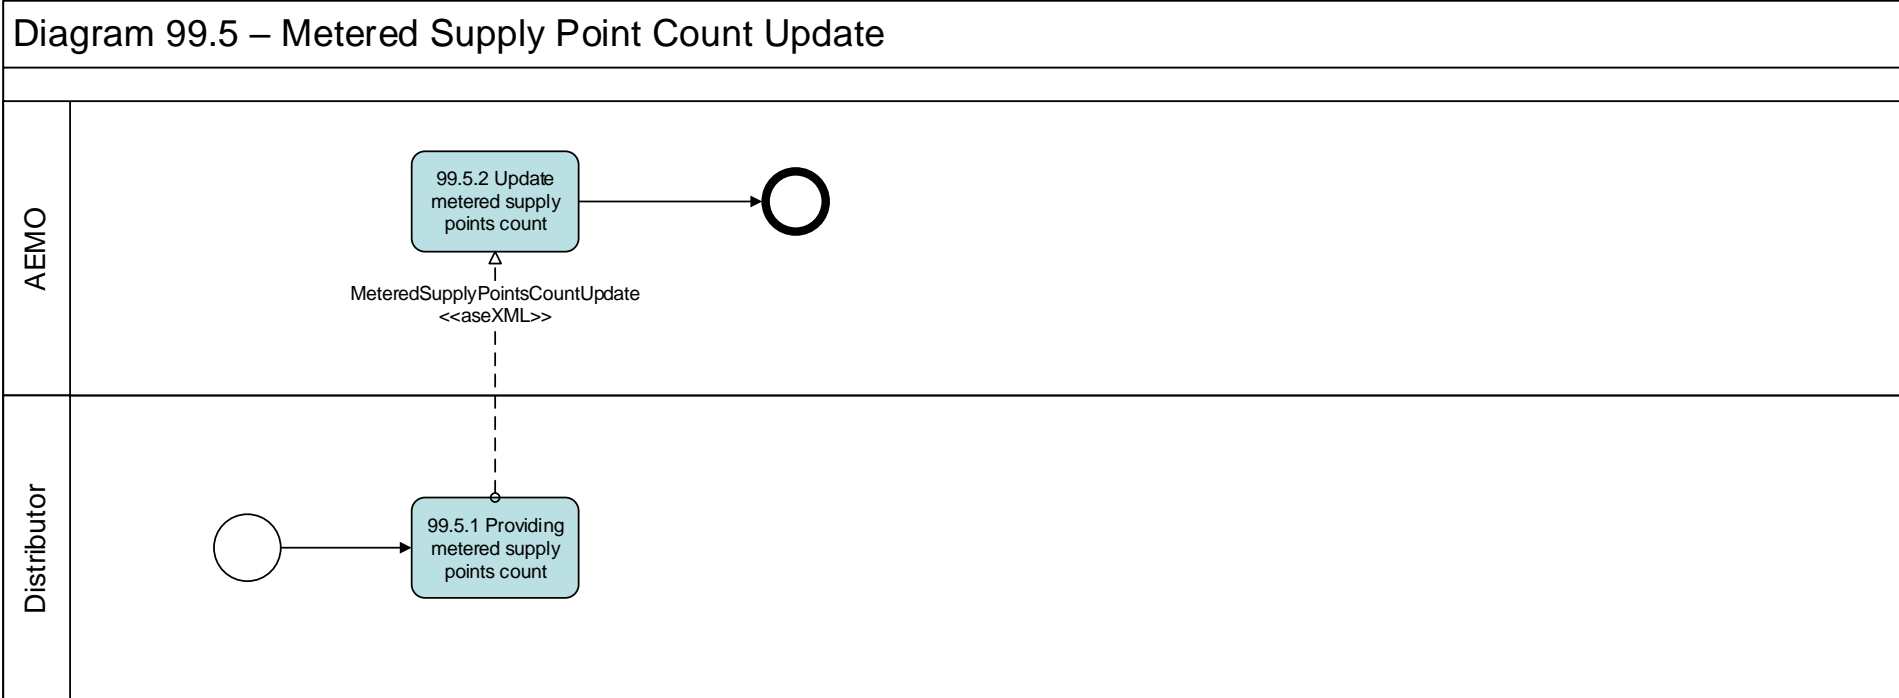 Diagram 99.5 – Metered Supply Point Count Update
AEMO
99.5.2 Update
metered supply
points count
MeteredSupplyPointsCountUpdate
<<aseXML>>
Distributor
99.5.1 Providing
metered supply
points count